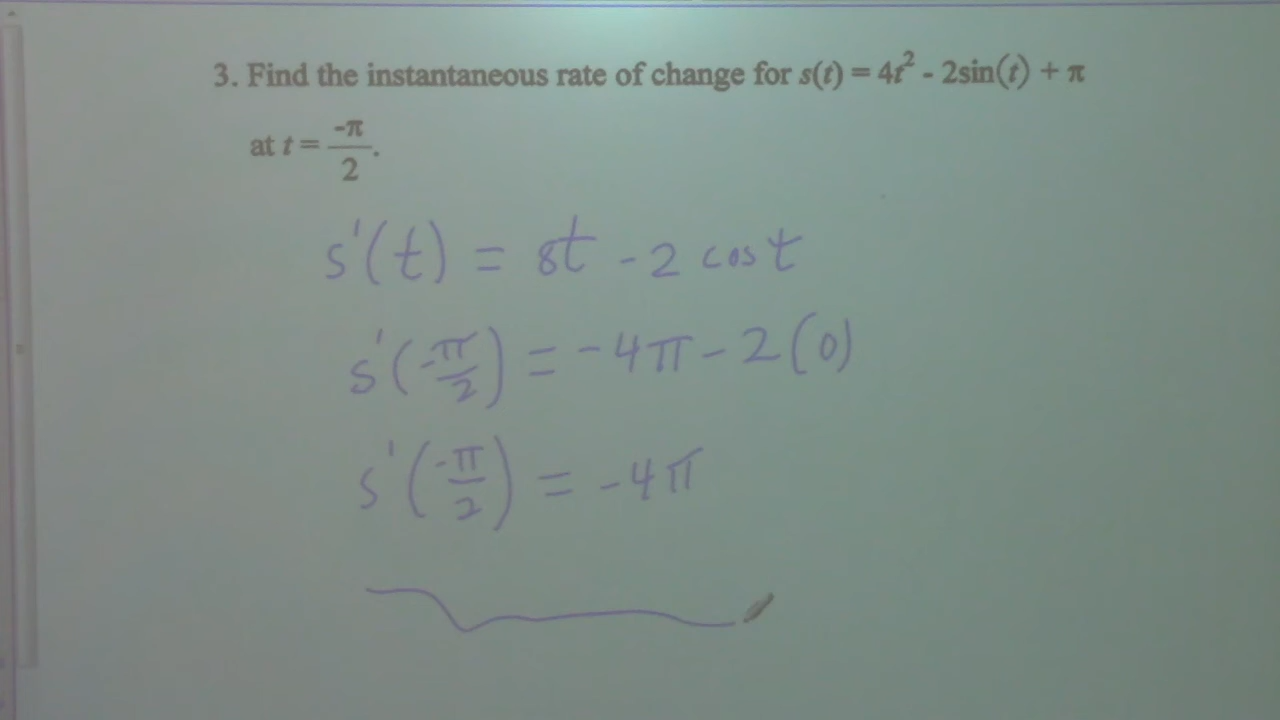 3. Find the instantaneous rate of change for s(t) = 4t² - 2sin(t) + π
at t = -π/2.
s'(t) = 8t - 2 cos t
s'(-π/2) = -4π - 2(0)
s'(-π/2) = -4π